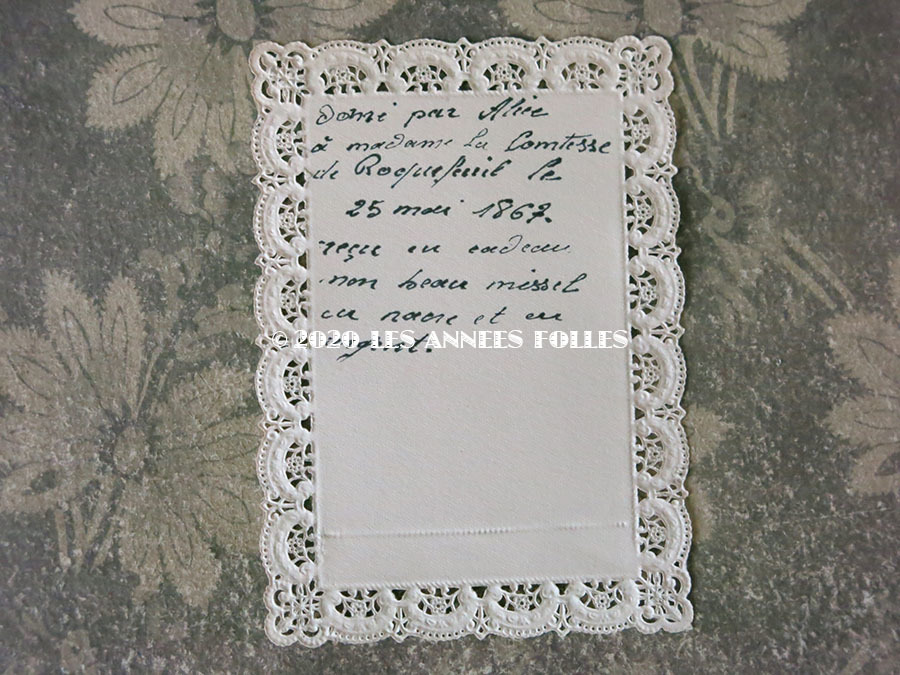 donné par Alice
à madame la Comtesse
de Roquefeuil le
25 mai 1867.
reçu en cadeau
mon beau missel
en nacre et en
© 2020 LES ANNEES FOLLES
argent.